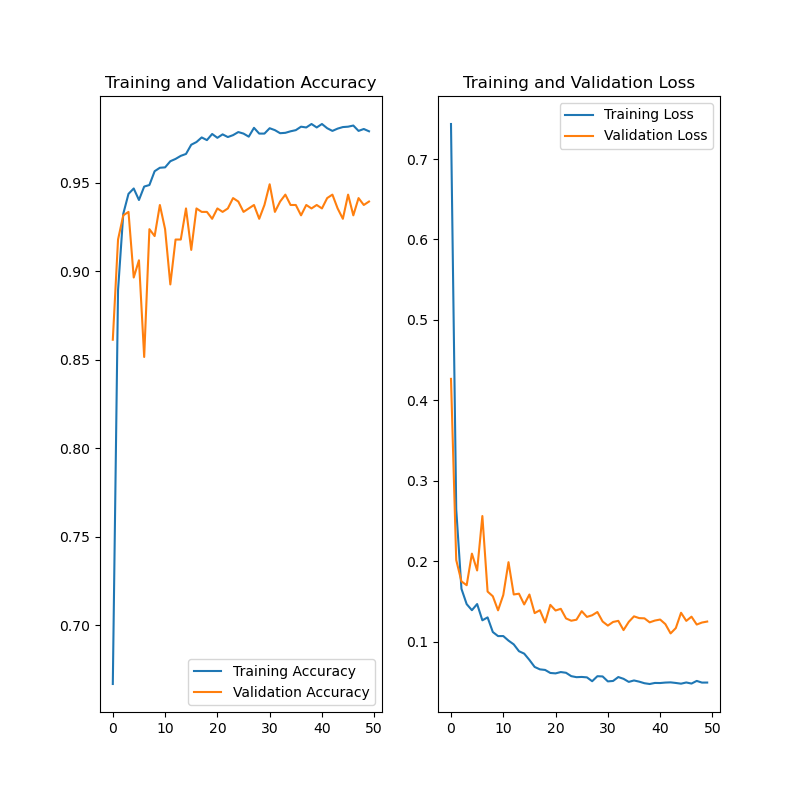 Training and Validation Accuracy
0.95
0.90
0.85
0.80
0.75
0.70
0 10 20 30 40 50
Training Accuracy
Validation Accuracy
Training and Validation Loss
0.7
0.6
0.5
0.4
0.3
0.2
0.1
0 10 20 30 40 50
Training Loss
Validation Loss